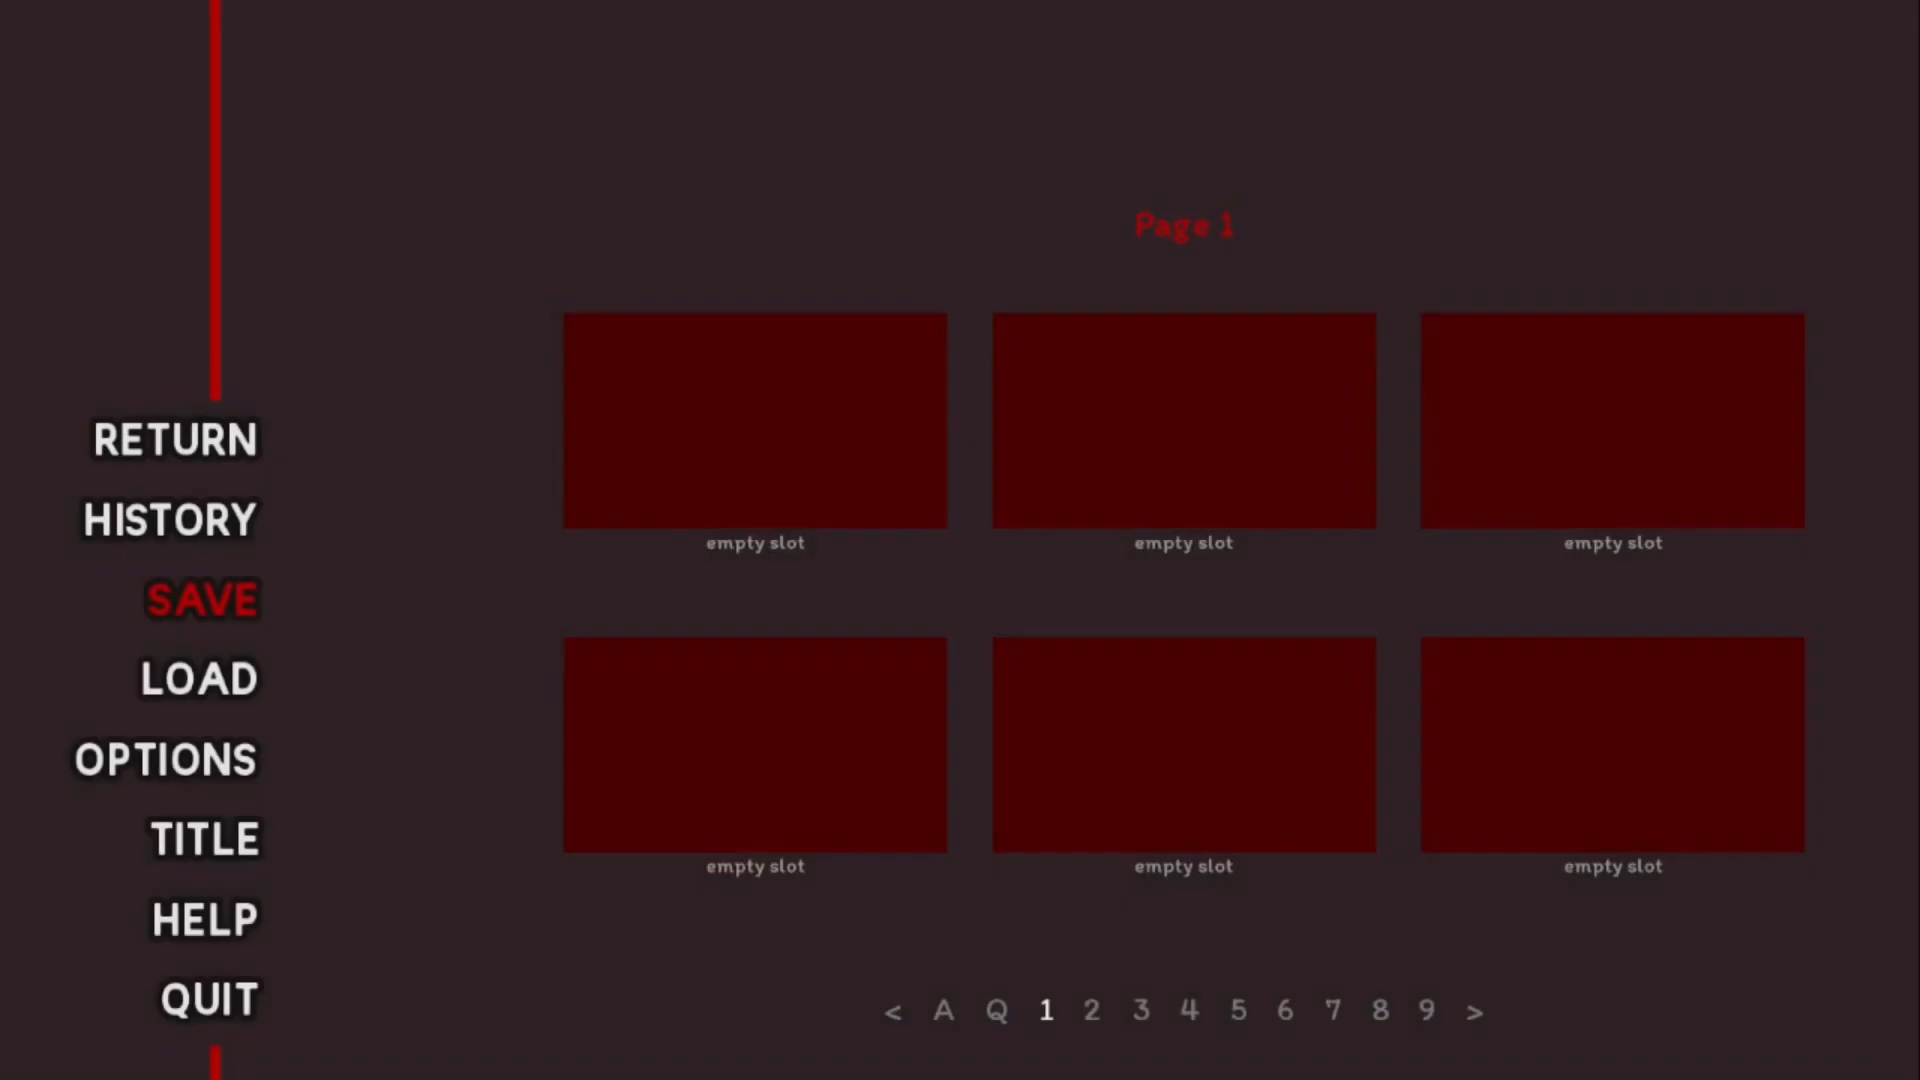 Page 1
RETURN
HISTORY
SAVE
LOAD
OPTIONS
TITLE
HELP
QUIT
empty slot empty slot empty slot
empty slot empty slot empty slot
< A Q 1 2 3 4 5 6 7 8 9 >